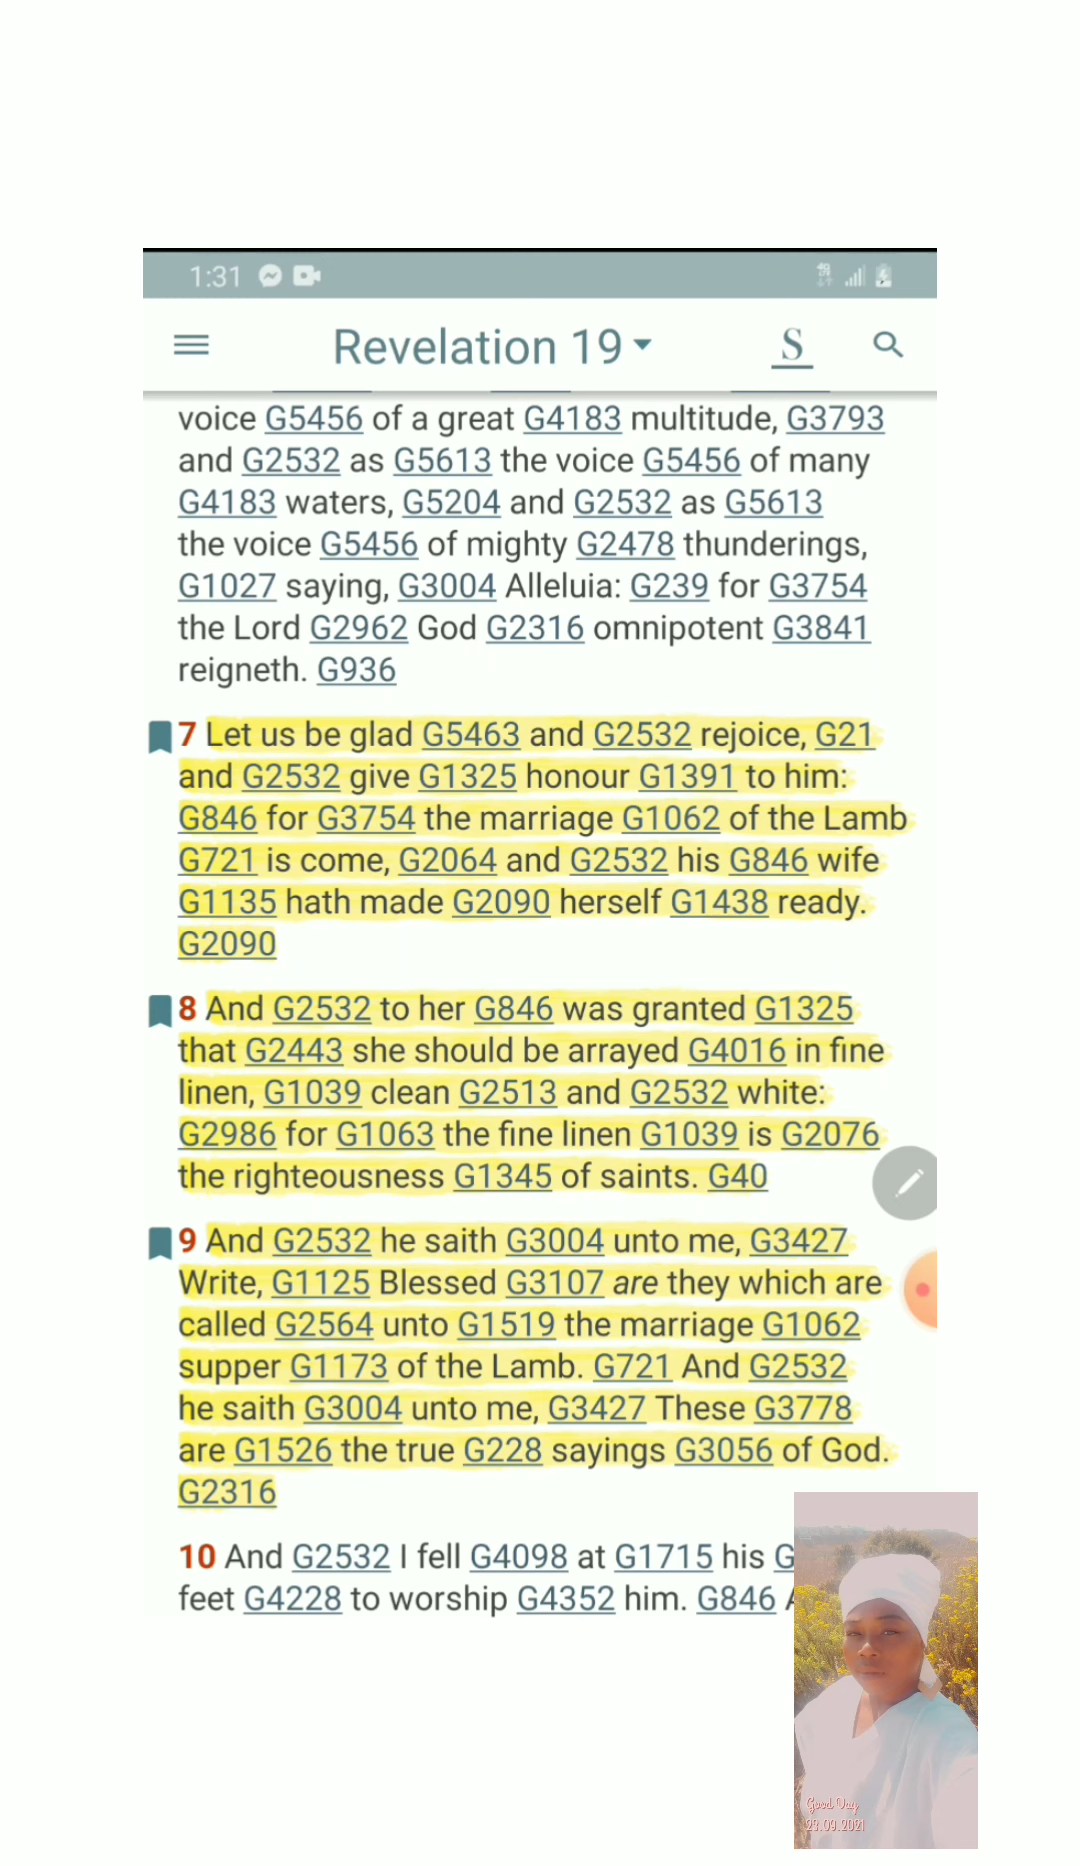 1:31
Revelation 19
S
voice G5456 of a great G4183 multitude, G3793
and G2532 as G5613 the voice G5456 of many
G4183 waters, G5204 and G2532 as G5613
the voice G5456 of mighty G2478 thunderings,
G1027 saying, G3004 Alleluia: G239 for G3754
the Lord G2962 God G2316 omnipotent G3841
reigneth. G936
7 Let us be glad G5463 and G2532 rejoice, G21
and G2532 give G1325 honour G1391 to him:
G846 for G3754 the marriage G1062 of the Lamb
G721 is come, G2064 and G2532 his G846 wife
G1135 hath made G2090 herself G1438 ready.
G2090
8 And G2532 to her G846 was granted G1325
that G2443 she should be arrayed G4016 in fine
linen, G1039 clean G2513 and G2532 white:
G2986 for G1063 the fine linen G1039 is G2076
the righteousness G1345 of saints. G40
9 And G2532 he saith G3004 unto me, G3427
Write, G1125 Blessed G3107 are they which are
called G2564 unto G1519 the marriage G1062
supper G1173 of the Lamb. G721 And G2532
he saith G3004 unto me, G3427 These G3778
are G1526 the true G228 sayings G3056 of God.
G2316
10 And G2532 I fell G4098 at G1715 his G
feet G4228 to worship G4352 him. G846
Good Day
23.09.2021